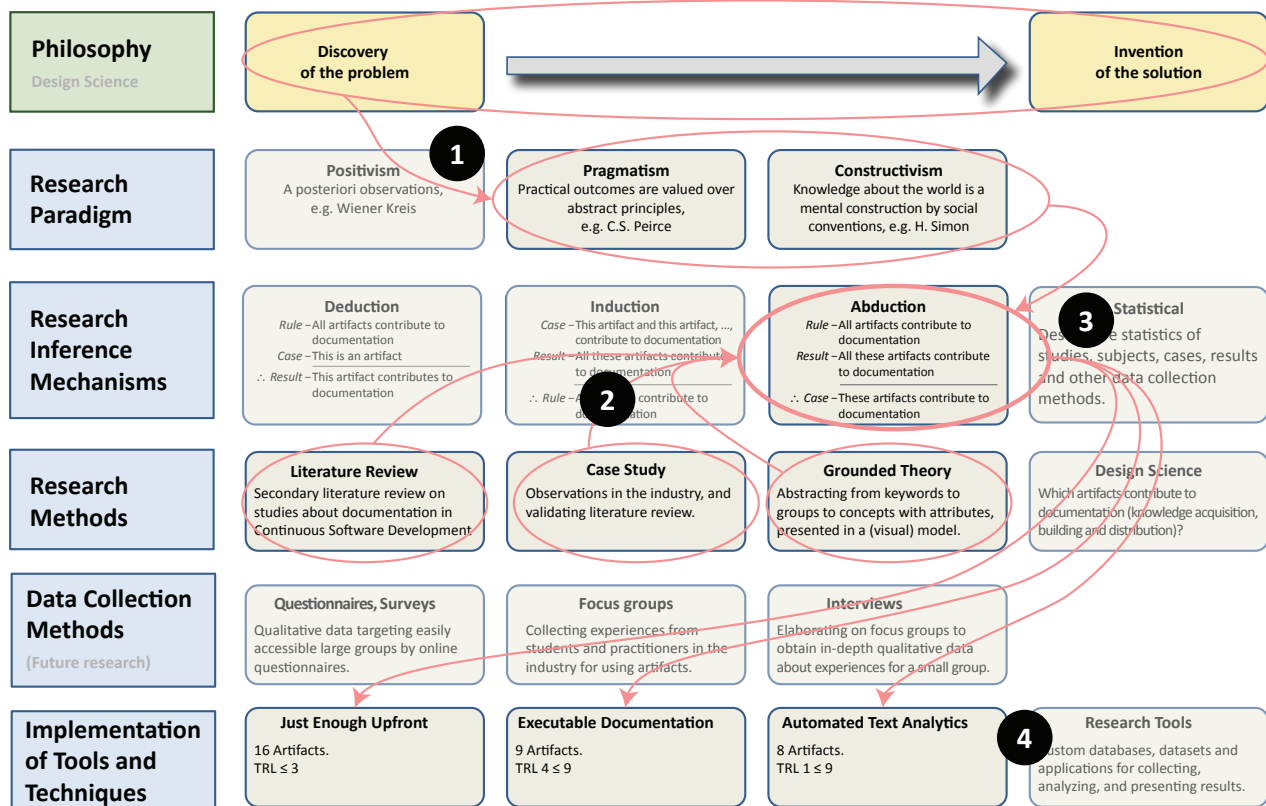 Philosophy
Design Science
Discovery
of the problem
Invention
of the solution
Research
Paradigm
1
Positivism
A posteriori observations,
e.g. Wiener Kreis
Pragmatism
Practical outcomes are valued over
abstract principles,
e.g. C.S. Peirce
Constructivism
Knowledge about the world is a
mental construction by social
conventions, e.g. H. Simon
Research
Inference
Mechanisms
Deduction
Rule – All artifacts contribute to
documentation
Case – This is an artifact
∴ Result – This artifact contributes to
documentation
Induction
Case – This artifact and this artifact, ...,
contribute to documentation
Result – All these artifacts contribute
to documentation
2
∴ Rule – contribute to
Abduction
Rule – All artifacts contribute to
documentation
Result – All these artifacts contribute
to documentation
∴ Case – These artifacts contribute to
documentation
3
Statistical
statistics of
studies, subjects, cases, results
and other data collection
methods.
Research
Methods
Literature Review
Secondary literature review on
studies about documentation in
Continuous Software Development
Case Study
Observations in the industry, and
validating literature review.
Grounded Theory
Abstracting from keywords to
groups to concepts with attributes,
presented in a (visual) model.
Design Science
Which artifacts contribute to
documentation (knowledge acquisition,
building and distribution)?
Data Collection
Methods
(Future research)
Questionnaires, Surveys
Qualitative data targeting easily
accessible large groups by online
questionnaires.
Focus groups
Collecting experiences from
students and practitioners in the
industry for using artifacts.
Interviews
Elaborating on focus groups to
obtain in-depth qualitative data
about experiences for a small group.
Implementation
of Tools and
Techniques
Just Enough Upfront
16 Artifacts.
TRL ≤ 3
Executable Documentation
9 Artifacts.
TRL 4 ≤ 9
Automated Text Analytics
8 Artifacts.
TRL 1 ≤ 9
4
Research Tools
databases, datasets and
applications for collecting,
analyzing, and presenting results.